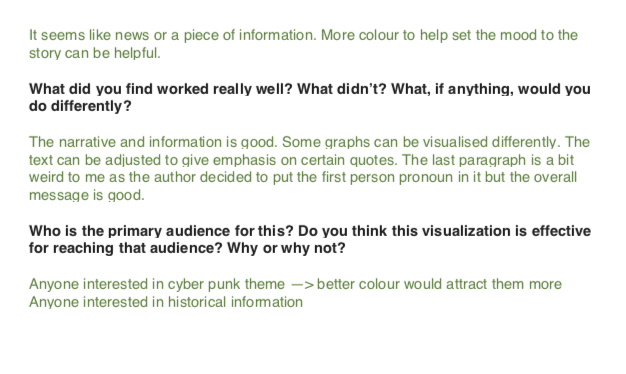 It seems like news or a piece of information. More colour to help set the mood to the
story can be helpful.
What did you find worked really well? What didn't? What, if anything, would you
do differently?
The narrative and information is good. Some graphs can be visualised differently. The
text can be adjusted to give emphasis on certain quotes. The last paragraph is a bit
weird to me as the author decided to put the first person pronoun in it but the overall
message is good.
Who is the primary audience for this? Do you think this visualization is effective
for reaching that audience? Why or why not?
Anyone interested in cyber punk theme —> better colour would attract them more
Anyone interested in historical information